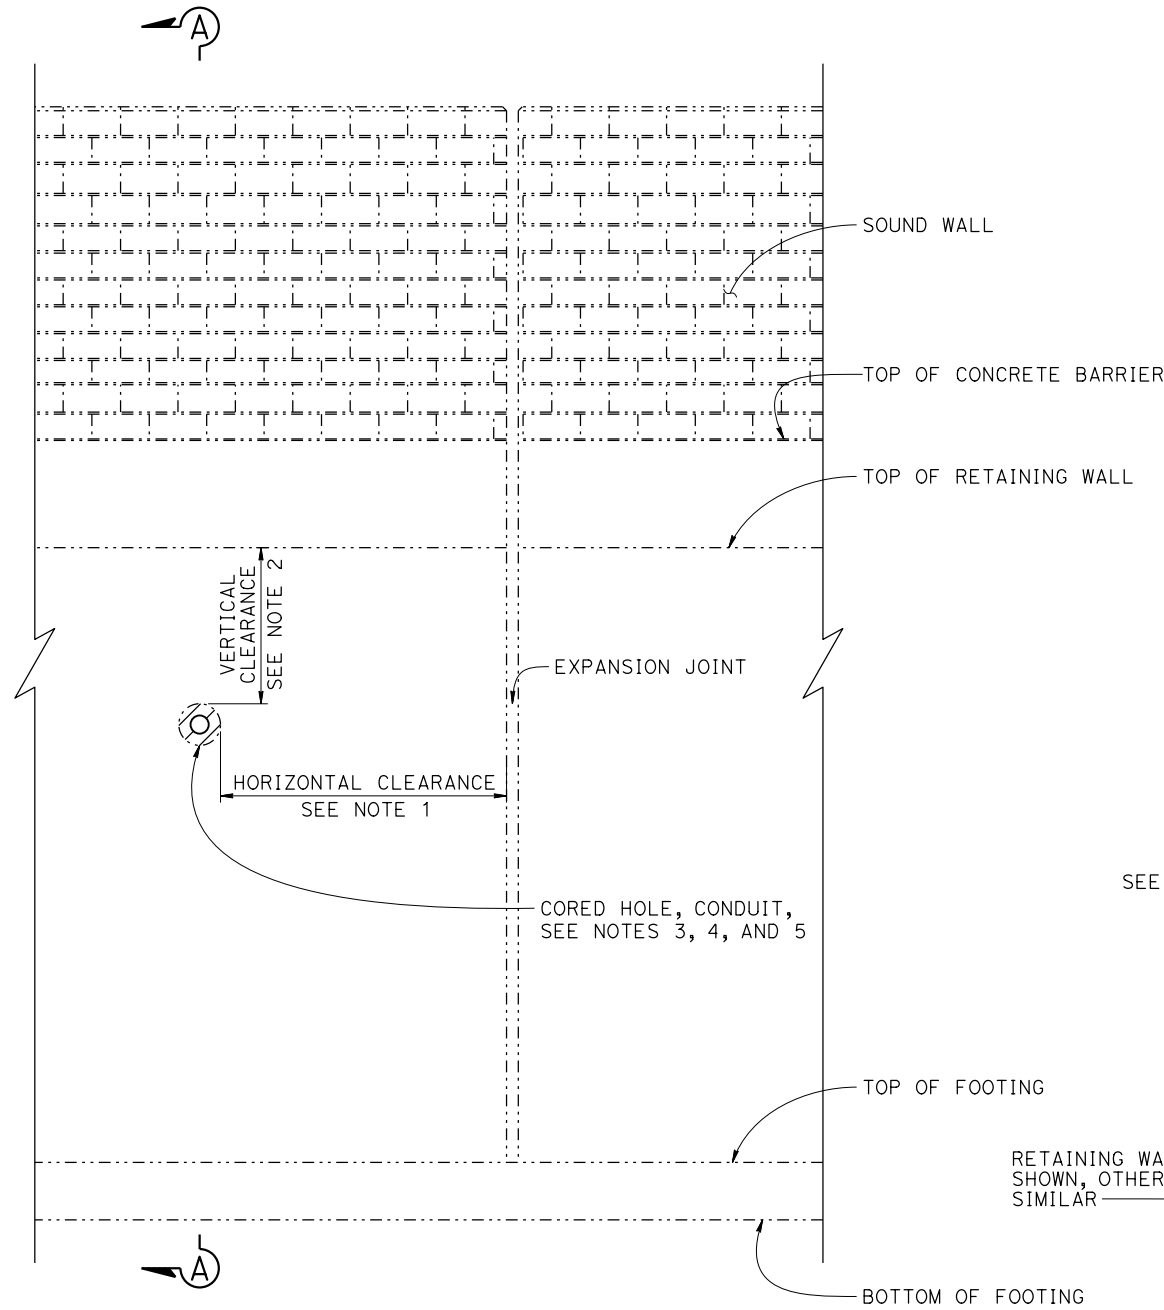 A
SOUND WALL
TOP OF CONCRETE BARRIER
TOP OF RETAINING WALL
VERTICAL
CLEARANCE
SEE NOTE 2
EXPANSION JOINT
HORIZONTAL CLEARANCE
SEE NOTE 1
SEE
CORED HOLE, CONDUIT,
SEE NOTES 3, 4, AND 5
TOP OF FOOTING
RETAINING WA
SHOWN, OTHER
SIMILAR
A
BOTTOM OF FOOTING